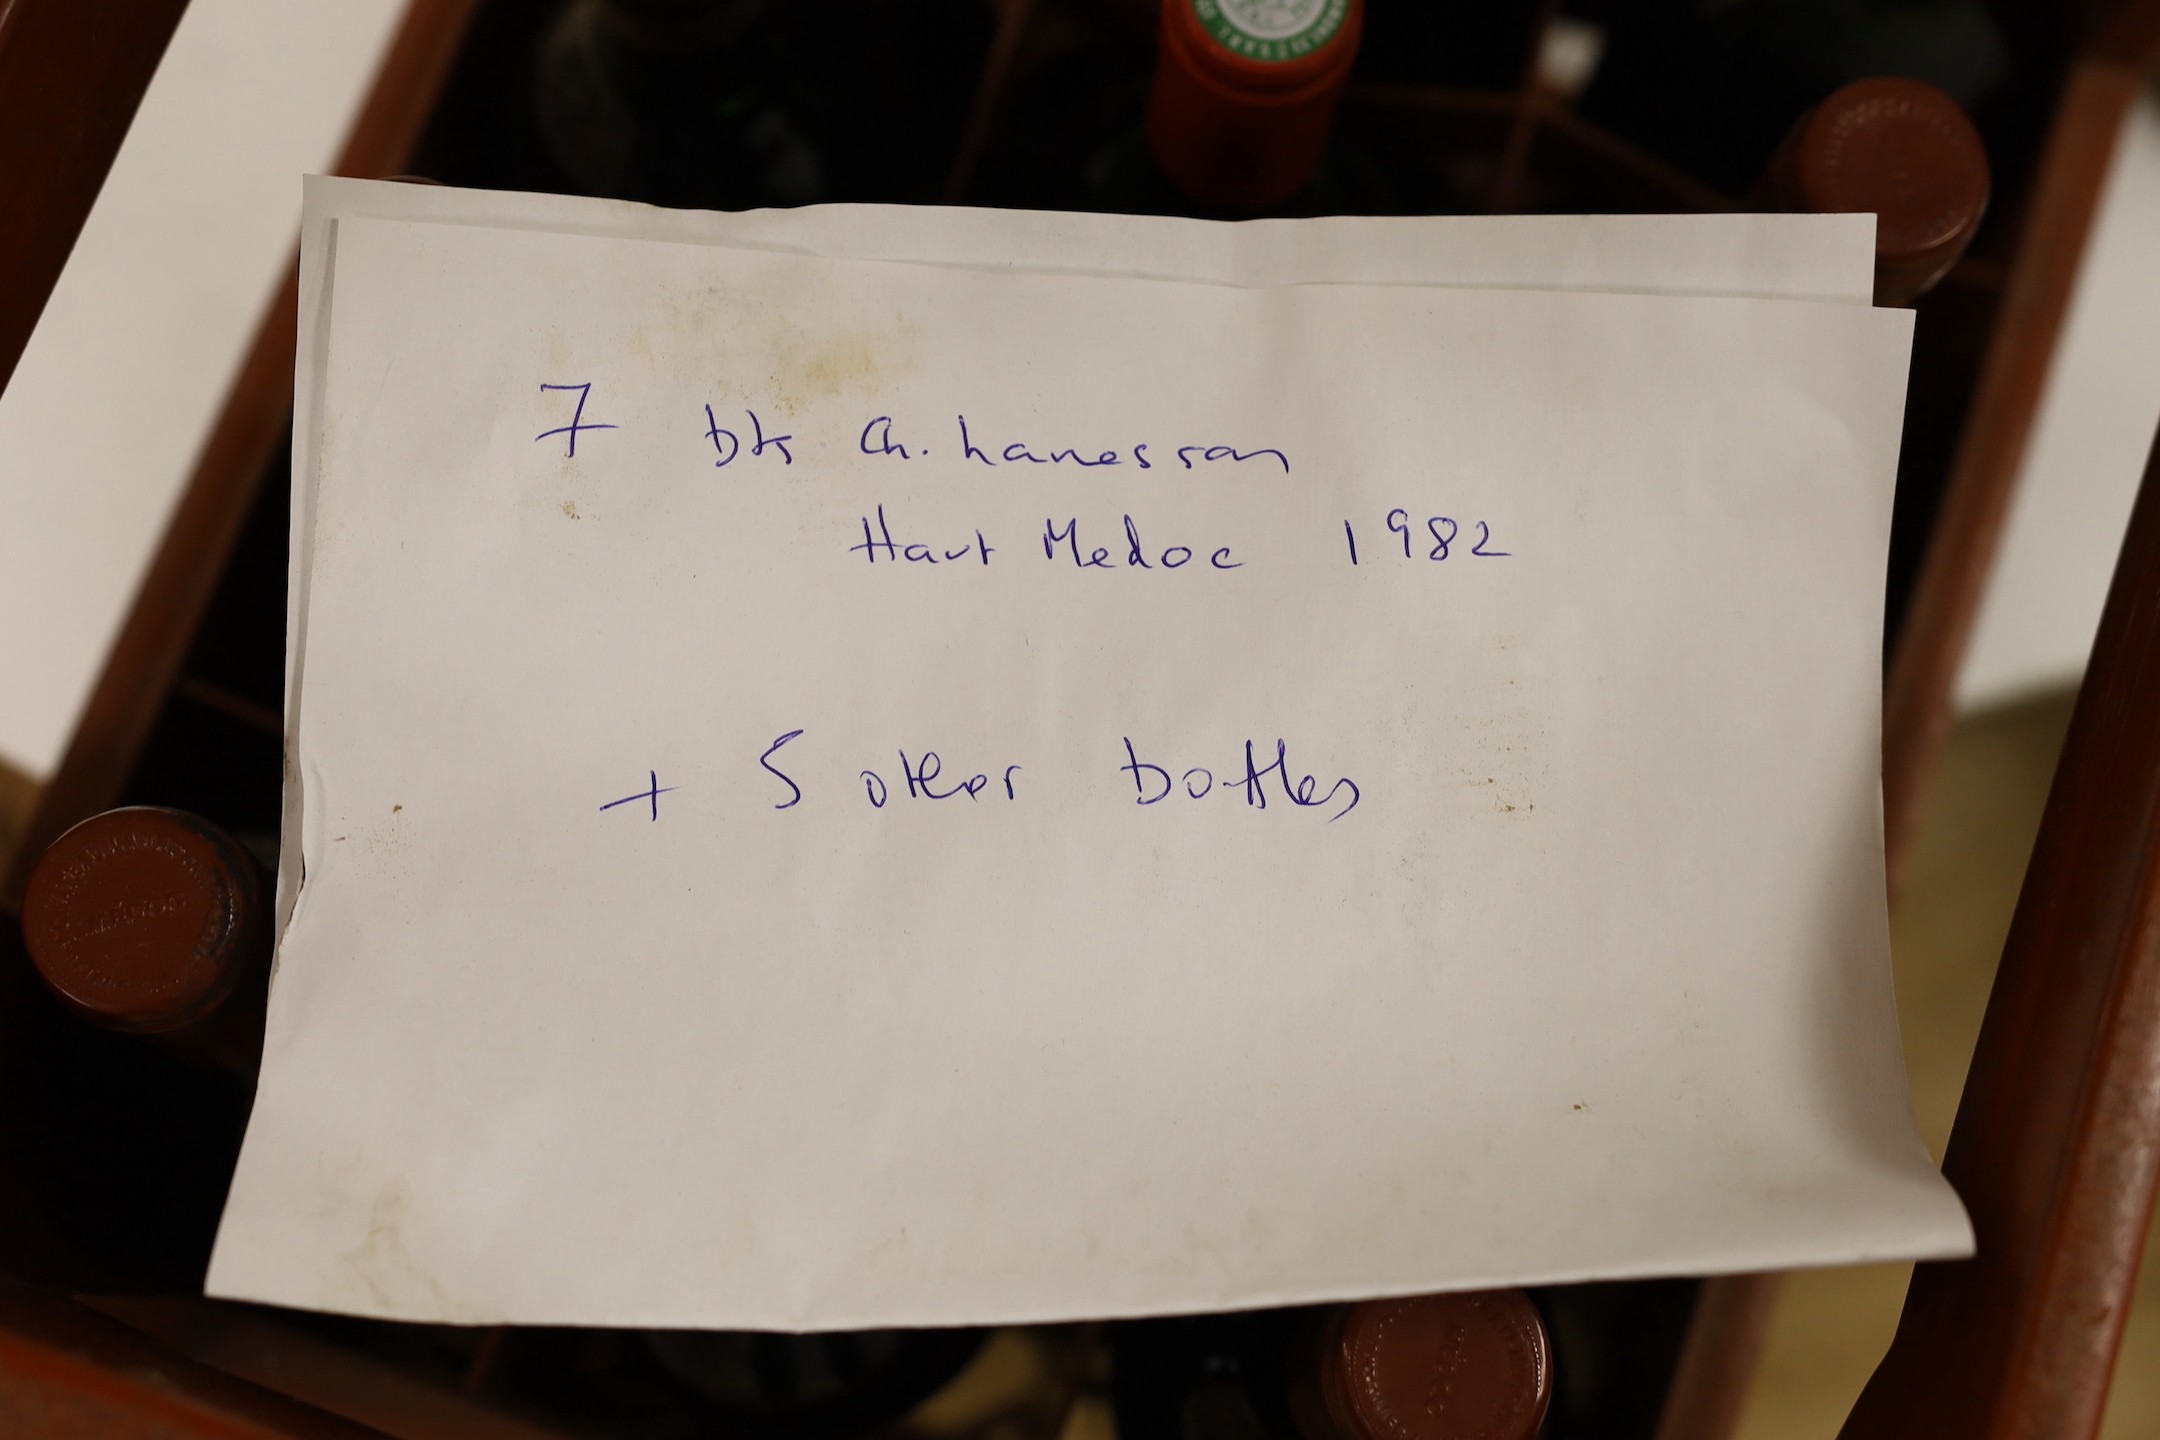 7 bts Ch. Lanessan
Haut Medoc 1982
+ 5 other bottles